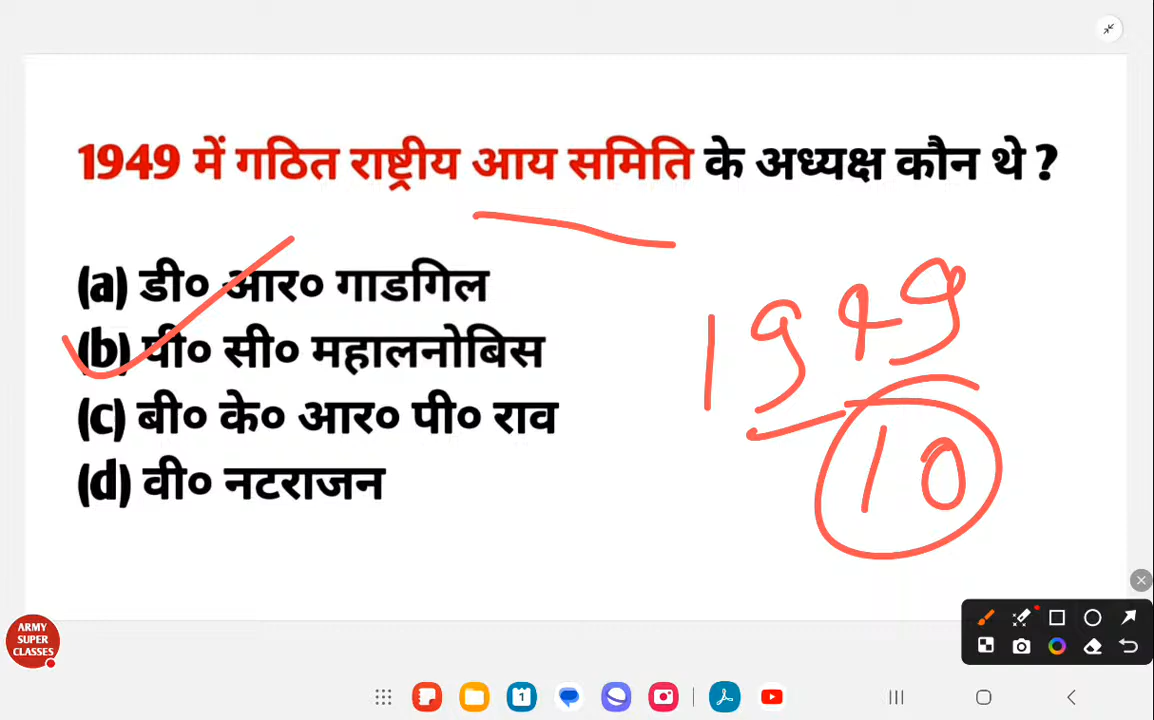 1949 में गठित राष्ट्रीय आय समिति के अध्यक्ष कौन थे ?
(a) डी० आर० गाडगिल
(b) पी० सी० महालनोबिस
(c) बी० के० आर० पी० राव
(d) वी० नटराजन
1949
10
ARMY
SUPER
CLASSES
1